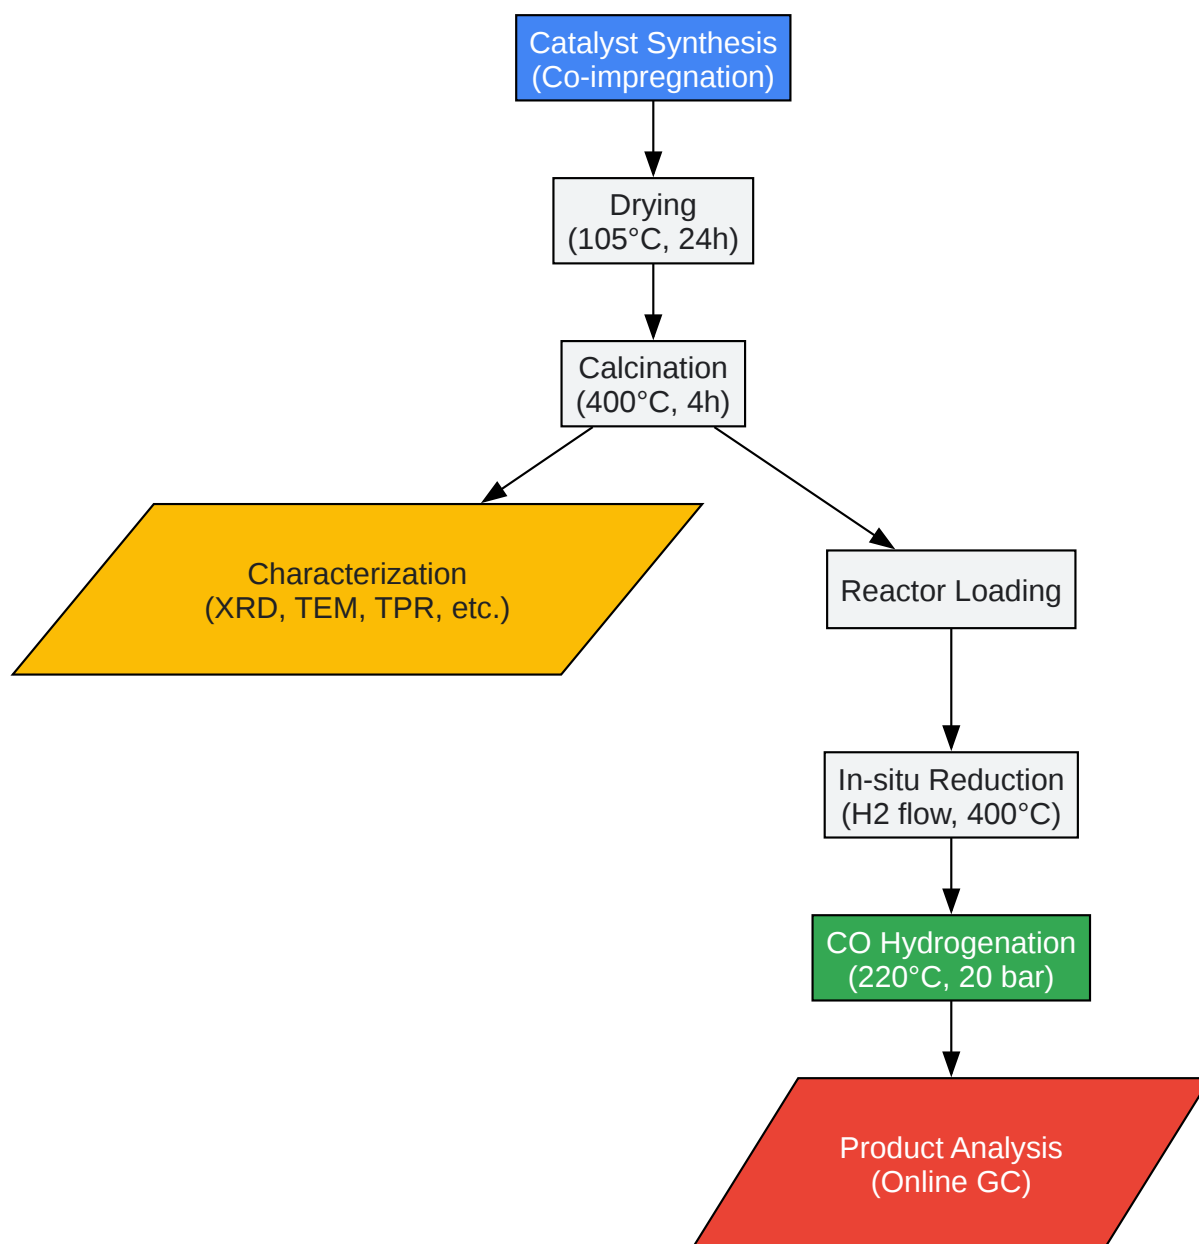 Catalyst Synthesis
(Co-impregnation)
Drying
(105°C, 24h)
Calcination
(400°C, 4h)
Characterization
(XRD, TEM, TPR, etc.)
Reactor Loading
In-situ Reduction
(H2 flow, 400°C)
CO Hydrogenation
(220°C, 20 bar)
Product Analysis
(Online GC)